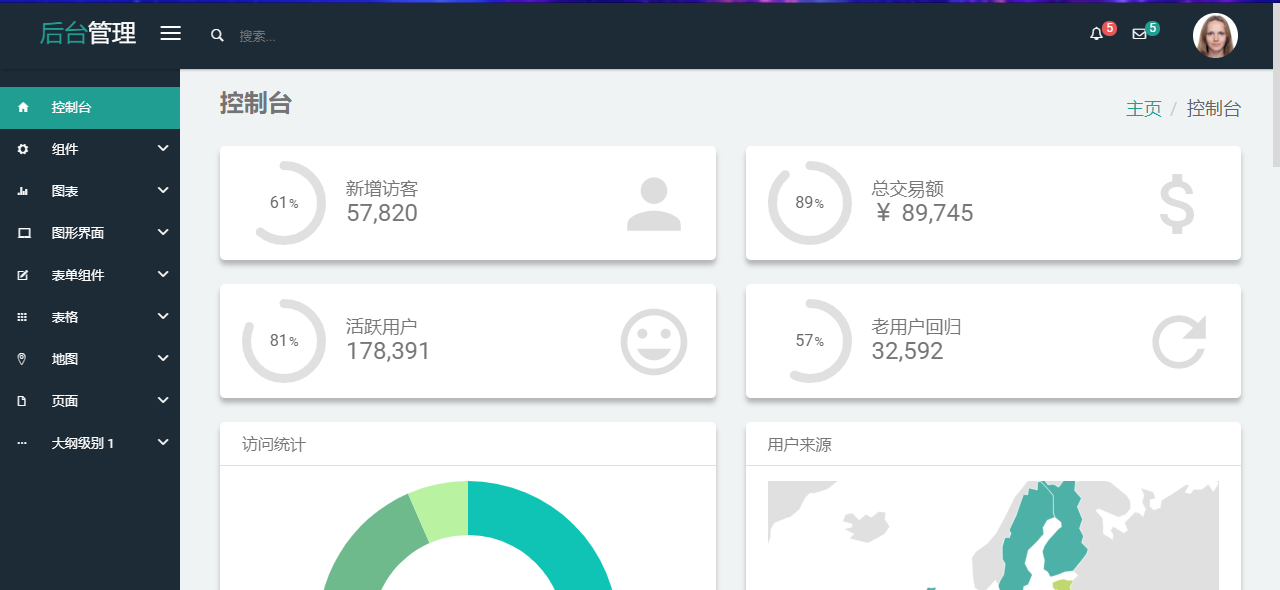 后台管理
搜索...
5
5
控制台
组件
图表
图形界面
表单组件
表格
地图
页面
大纲级别 1
控制台
主页 / 控制台
61%
新增访客
57,820
89%
总交易额
￥ 89,745
81%
活跃用户
178,391
57%
老用户回归
32,592
访问统计
用户来源